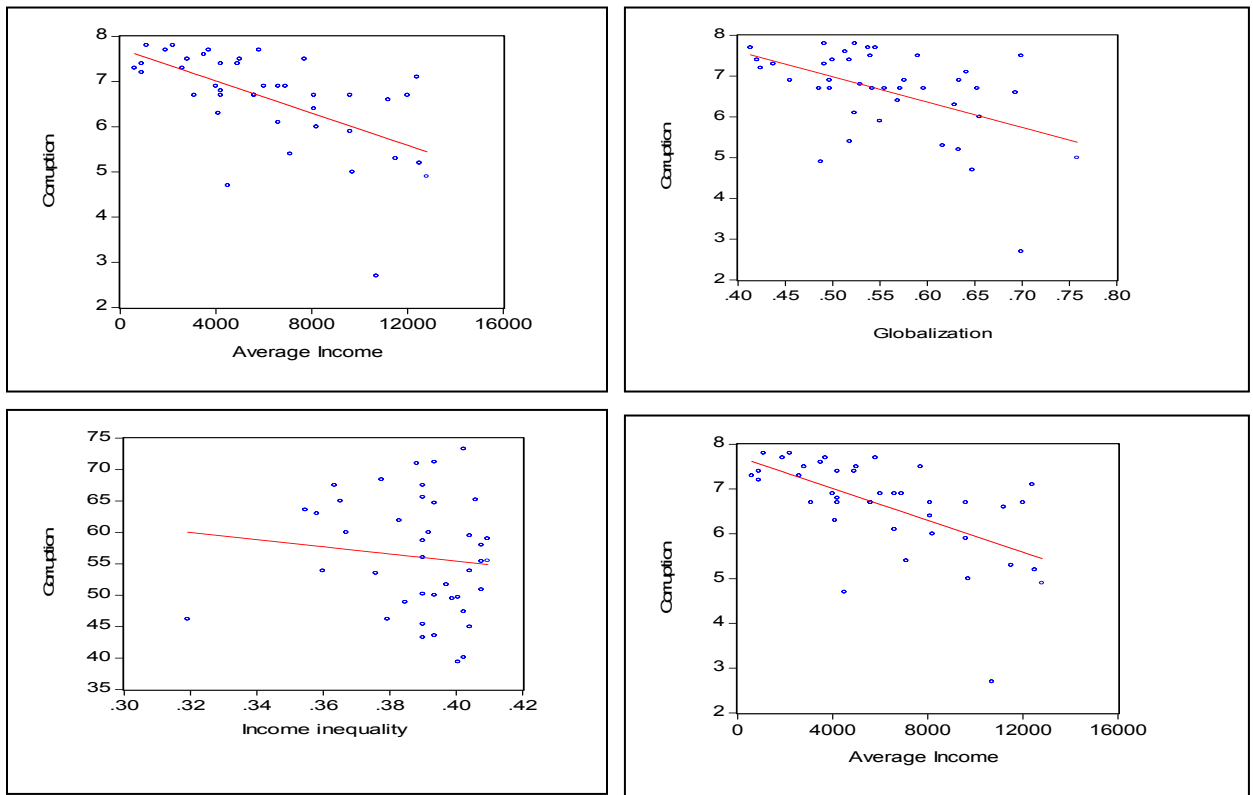 8
7
6
5
4
3
2
Corruption
0 4000 8000 12000 16000
Average Income
8
7
6
5
4
3
2
Corruption
.40 .45 .50 .55 .60 .65 .70 .75 .80
Globalization
75
70
65
60
55
50
45
40
35
Corruption
.30 .32 .34 .36 .38 .40 .42
Income inequality
8
7
6
5
4
3
2
Corruption
0 4000 8000 12000 16000
Average Income